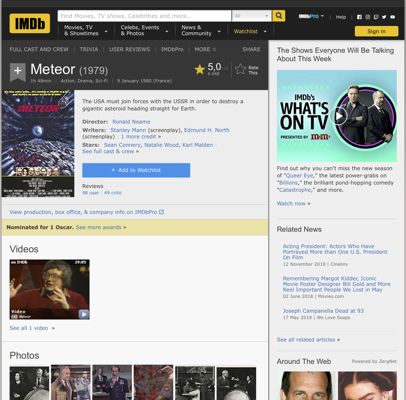 IMDb
Find Movies, TV shows, Celebrities and more...
All
IMDbPro
Help
Movies, TV
& Showtimes
Celebs, Events
& Photos
News &
Community
Watchlist
Sign in
FULL CAST AND CREW | TRIVIA | USER REVIEWS | IMDbPro | MORE
SHARE
Meteor (1979)
1h 48min | Action, Drama, Sci-Fi | 9 January 1980 (France)
5,0
Rate
This
METEOR
The USA must join forces with the USSR in order to destroy a
gigantic asteroid heading straight for Earth.
Director: Ronald Neame
Writers: Stanley Mann (screenplay), Edmund H. North
(screenplay) | 1 more credit »
Stars: Sean Connery, Natalie Wood, Karl Malden |
See full cast & crew »
+ Add to Watchlist
Reviews
98 user | 49 critic
View production, box office, & company info on IMDbPro
Nominated for 1 Oscar. See more awards »
Videos
IMDb
Video
See all 1 video »
Photos
The Shows Everyone Will Be Talking
About This Week
IMDb's
WHAT'S
ON TV
PRESENTED BY
Find out why you can't miss the new season
of "Queer Eye," the latest power-grabs on
"Billions," the brilliant pond-hopping comedy
"Catastrophe," and more.
Watch now »
Related News
Acting President: Actors Who Have
Portrayed More than One U.S. President
On Film
12 November 2018 | Cinelinx
Remembering Margot Kidder, Iconic
Movie Poster Designer Bill Gold and More
Reel Important People We Lost in May
02 June 2018 | Movies.com
Joseph Campanella Dead at 93
17 May 2018 | We Love Soaps
See all related articles »
Around The Web
Powered by ZergNet